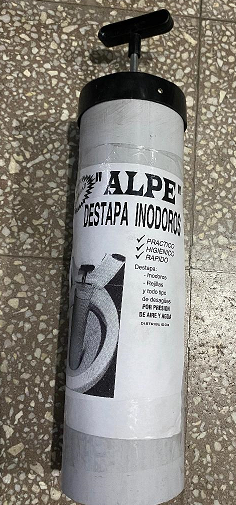 "ALPE"
DESTAPA INODOROS
PRACTICO
HIGIENICO
RAPIDO
Destapa:
- Inodoros
- Rejillas
y todo tipo
de desagües
POR PRESION
DE AIRE Y AGUA